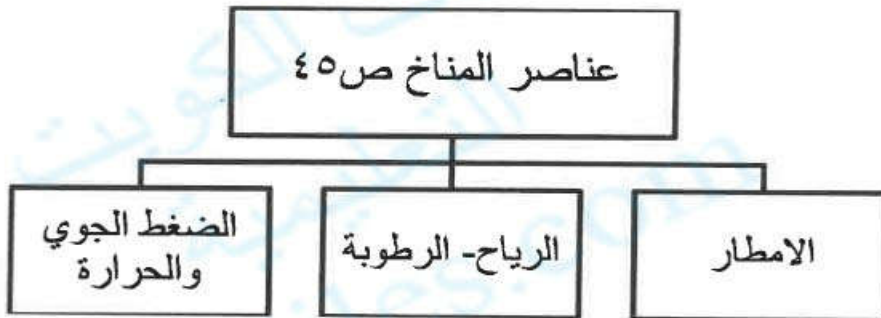 عناصر المناخ ص٤٥
الامطار
الرياح- الرطوبة
الضغط الجوي
والحرارة